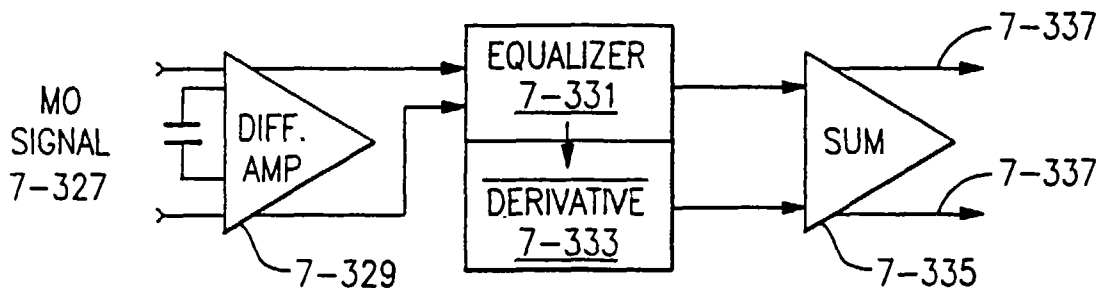 MO
SIGNAL
7-327
DIFF.
AMP
7-329
EQUALIZER
7-331
DERIVATIVE
7-333
SUM
7-335
7-337
7-337